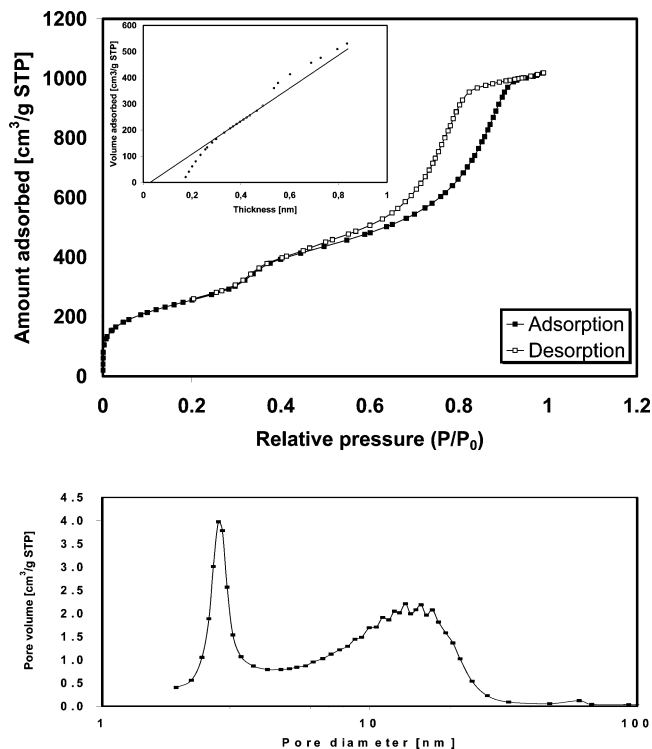 1200
1000
800
600
400
200
0
Amount adsorbed [cm³/g STP]
600
500
400
300
200
100
0
Volume adsorbed [cm3/g STP]
0 0,2 0,4 0,6 0,8 1
Thickness [nm]
Adsorption
Desorption
0 0.2 0.4 0.6 0.8 1 1.2
Relative pressure (P/P₀)
4.5
4.0
3.5
3.0
2.5
2.0
1.5
1.0
0.5
0.0
Pore volume [cm³/g STP]
1 10 100
Pore diameter [nm]